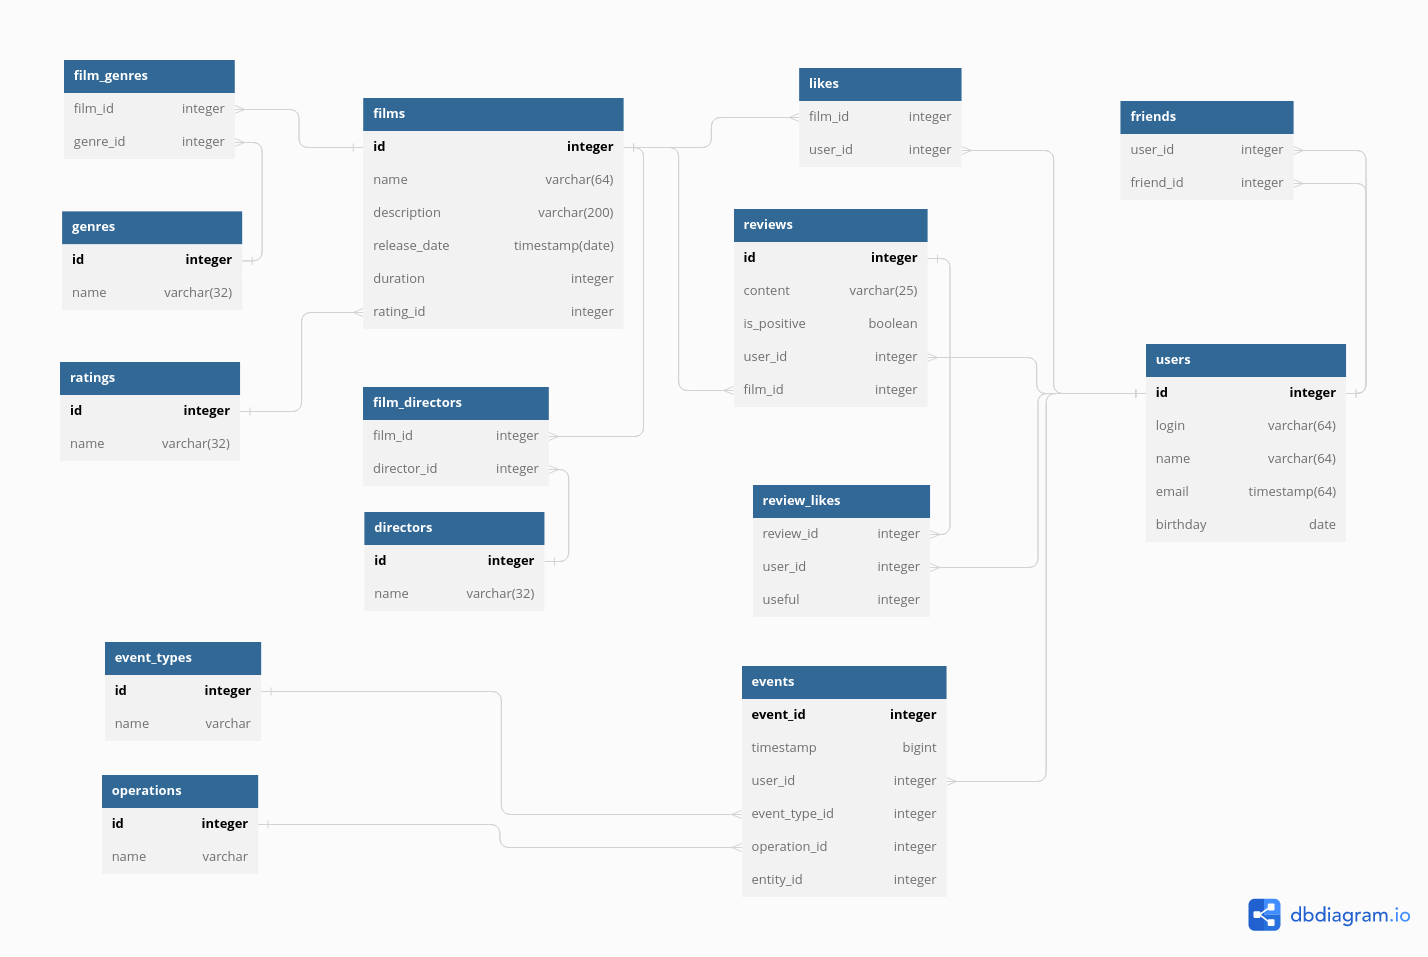 film_genres
film_id integer
genre_id integer
genres
id integer
name varchar(32)
ratings
id integer
name varchar(32)
films
id integer
name varchar(64)
description varchar(200)
release_date timestamp(date)
duration integer
rating_id integer
film_directors
film_id integer
director_id integer
directors
id integer
name varchar(32)
likes
film_id integer
user_id integer
reviews
id integer
content varchar(25)
is_positive boolean
user_id integer
film_id integer
review_likes
review_id integer
user_id integer
useful integer
friends
user_id integer
friend_id integer
users
id integer
login varchar(64)
name varchar(64)
email timestamp(64)
birthday date
event_types
id integer
name varchar
operations
id integer
name varchar
events
event_id integer
timestamp bigint
user_id integer
event_type_id integer
operation_id integer
entity_id integer
dbdiagram.io